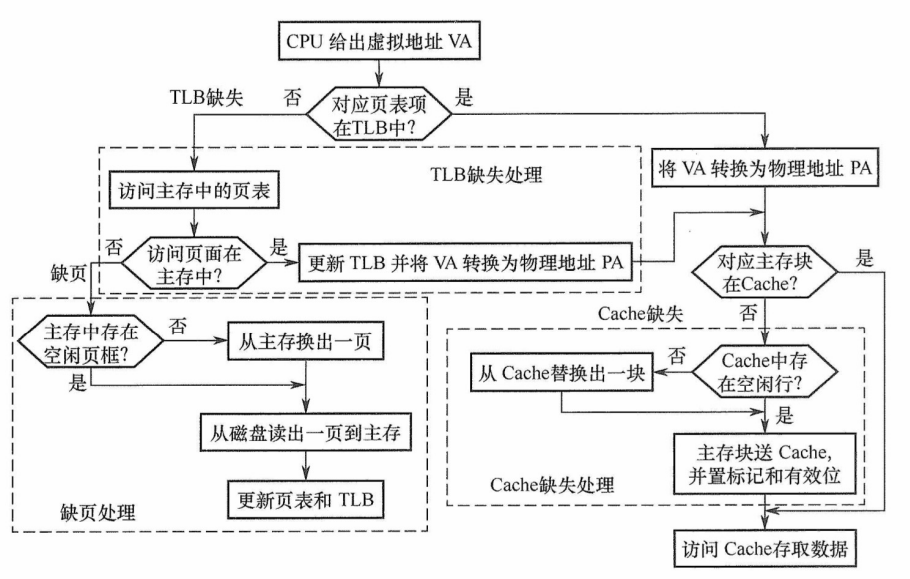 CPU 给出虚拟地址 VA
TLB缺失
否
对应页表项
在TLB中?
是
TLB缺失处理
将 VA 转换为物理地址 PA
访问主存中的页表
否
访问页面在
主存中?
是
更新 TLB 并将 VA 转换为物理地址 PA
缺页
对应主存块
在Cache?
是
Cache缺失
否
主存中存在
空闲页框?
否
从主存换出一页
是
从 Cache替换出一块
否
Cache中存
在空闲行?
是
从磁盘读出一页到主存
主存块送 Cache,
并置标记和有效位
更新页表和 TLB
缺页处理
Cache缺失处理
访问 Cache存取数据